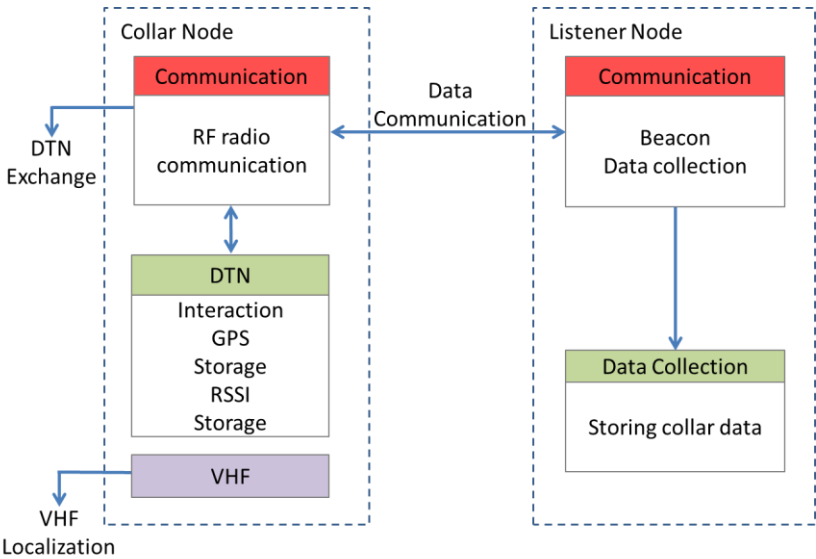 Collar Node
Communication
RF radio
communication
DTN
Exchange
DTN
Interaction
GPS
Storage
RSSI
Storage
VHF
VHF
Localization
Data
Communication
Listener Node
Communication
Beacon
Data collection
Data Collection
Storing collar data